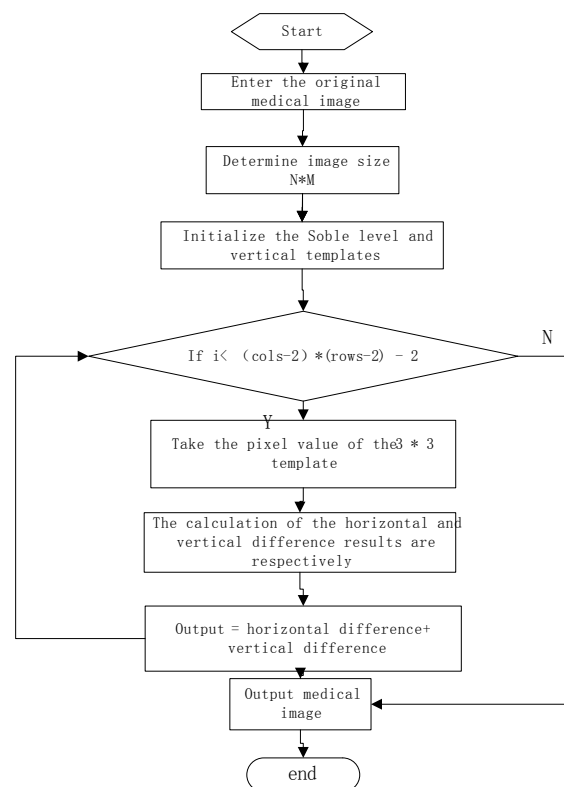 Start
Enter the original
medical image
Determine image size
N*M
Initialize the Soble level and
vertical templates
If i< （cols-2）*(rows-2) - 2
N
Y
Take the pixel value of the3 * 3
template
The calculation of the horizontal and
vertical difference results are
respectively
Output = horizontal difference+
vertical difference
Output medical
image
end